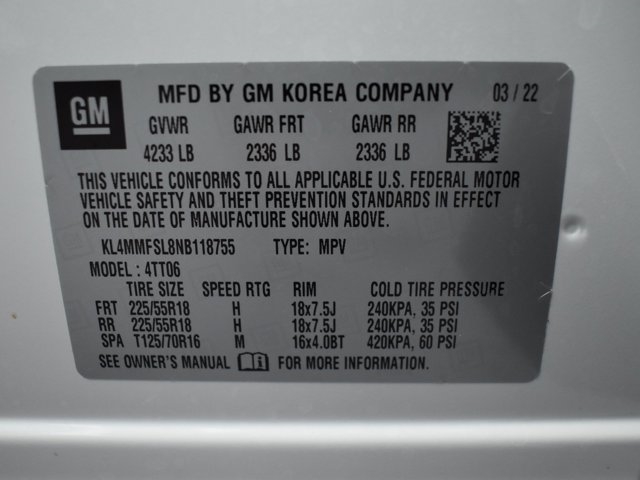 GM MFD BY GM KOREA COMPANY 03 / 22
GVWR GAWR FRT GAWR RR
4233 LB 2336 LB 2336 LB
THIS VEHICLE CONFORMS TO ALL APPLICABLE U.S. FEDERAL MOTOR
VEHICLE SAFETY AND THEFT PREVENTION STANDARDS IN EFFECT
ON THE DATE OF MANUFACTURE SHOWN ABOVE.
KL4MMFSL8NB118755 TYPE: MPV
MODEL : 4TT06
TIRE SIZE SPEED RTG RIM COLD TIRE PRESSURE
FRT 225/55R18 H 18x7.5J 240KPA, 35 PSI
RR 225/55R18 H 18x7.5J 240KPA, 35 PSI
SPA T125/70R16 M 16x4.0BT 420KPA, 60 PSI
SEE OWNER'S MANUAL FOR MORE INFORMATION